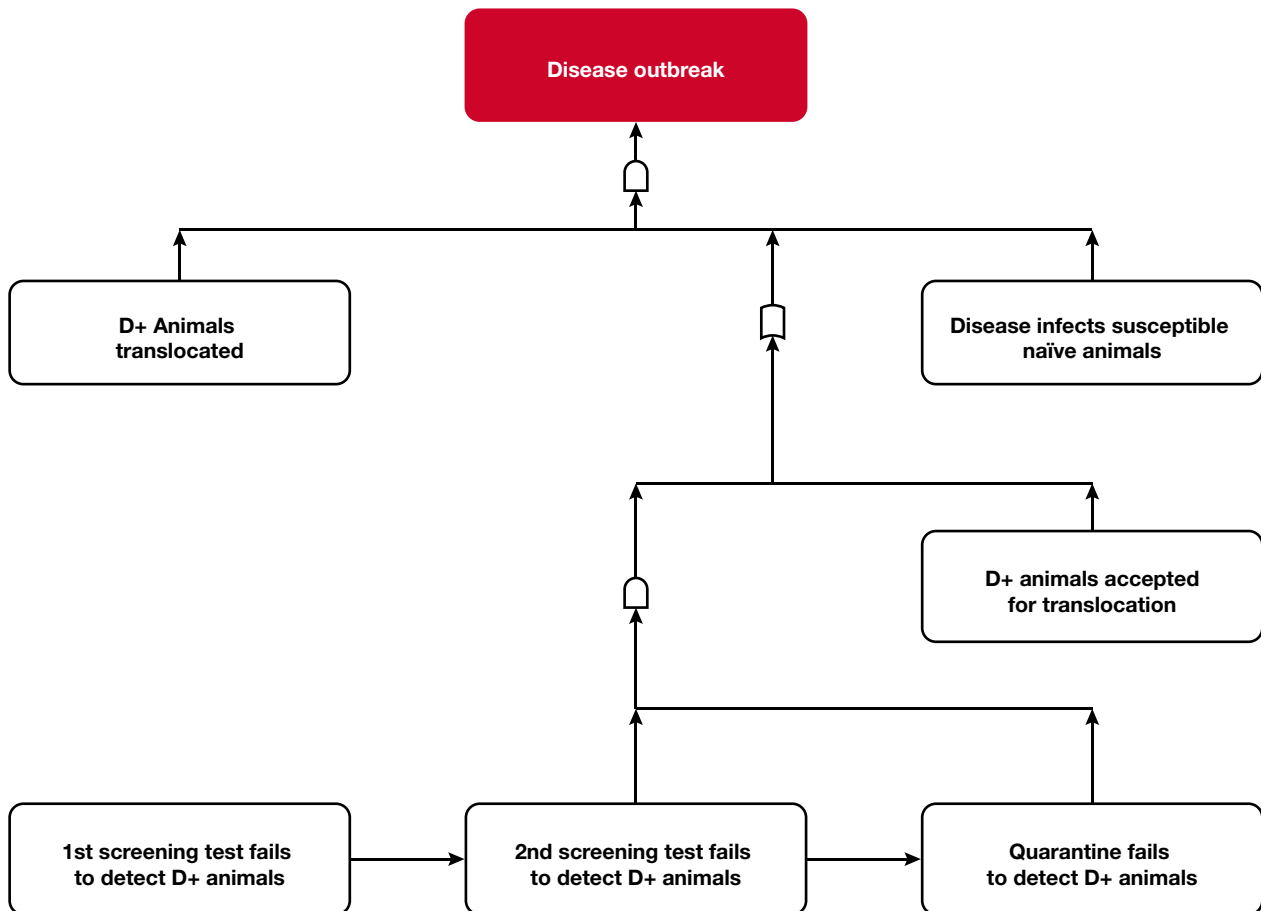 Disease outbreak
D+ Animals
translocated
Disease infects susceptible
naïve animals
D+ animals accepted
for translocation
1st screening test fails
to detect D+ animals
2nd screening test fails
to detect D+ animals
Quarantine fails
to detect D+ animals